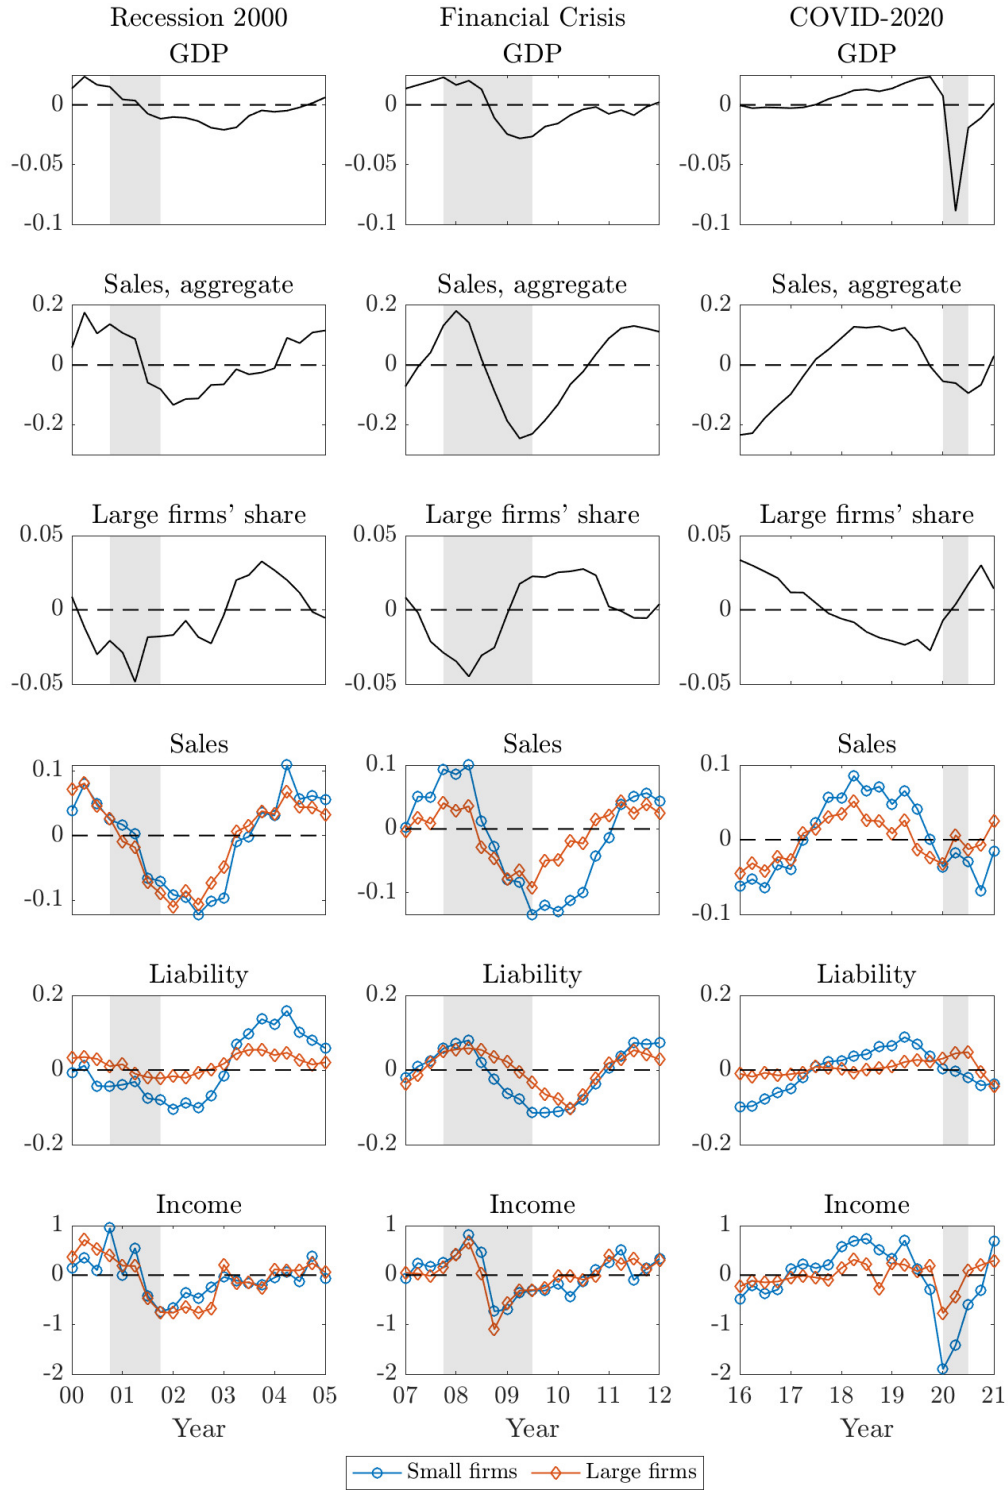 Recession 2000 Financial Crisis COVID-2020
GDP GDP GDP
0 0 0
-0.05 -0.05 -0.05
-0.1 -0.1 -0.1
Sales, aggregate Sales, aggregate Sales, aggregate
0.2 0.2 0.2
0 0 0
-0.2 -0.2 -0.2
Large firms' share Large firms' share Large firms' share
0.05 0.05 0.05
0 0 0
-0.05 -0.05 -0.05
Sales Sales Sales
0.1 0.1 0.1
0 0 0
-0.1 -0.1 -0.1
Liability Liability Liability
0.2 0.2 0.2
0 0 0
-0.2 -0.2 -0.2
Income Income Income
1 1 1
0 0 0
-1 -1 -1
-2 -2 -2
00 01 02 03 04 05 07 08 09 10 11 12 16 17 18 19 20 21
Year Year Year
Small firms Large firms